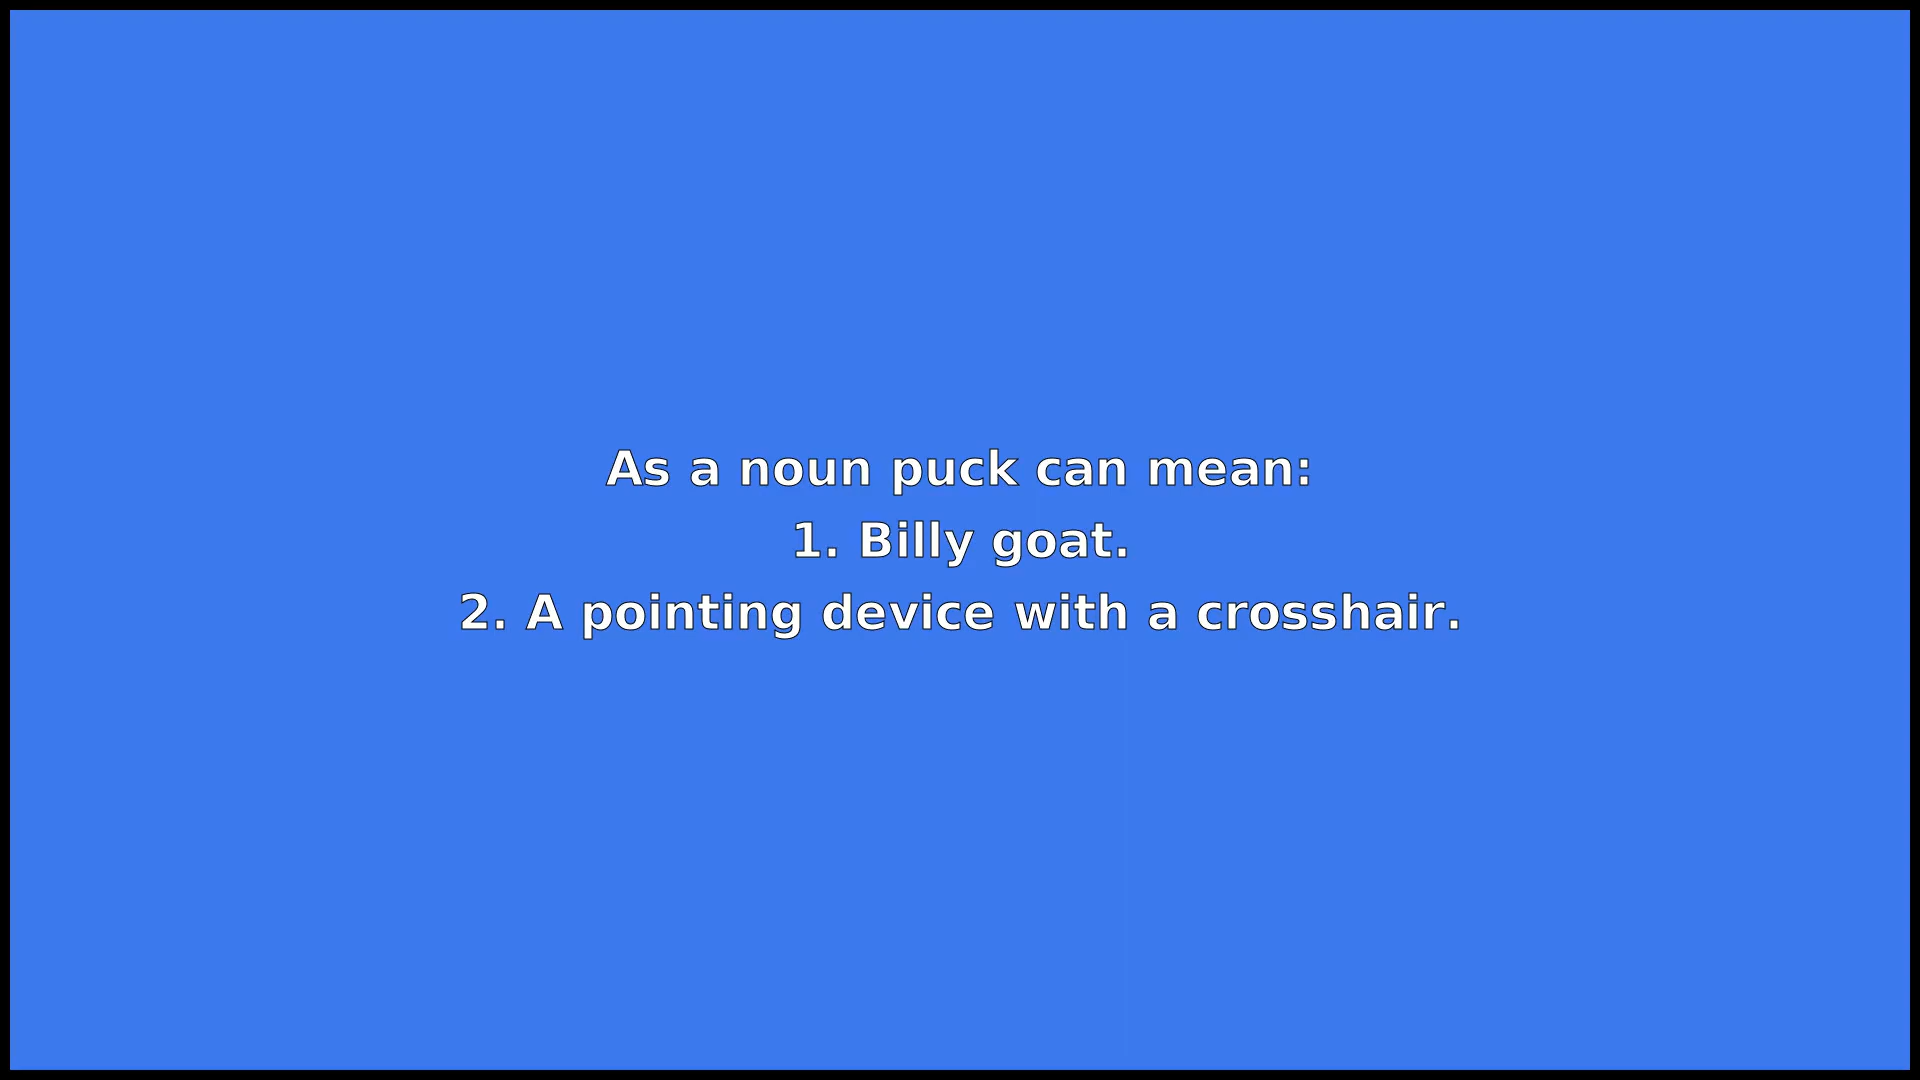 As a noun puck can mean:
1. Billy goat.
2. A pointing device with a crosshair.